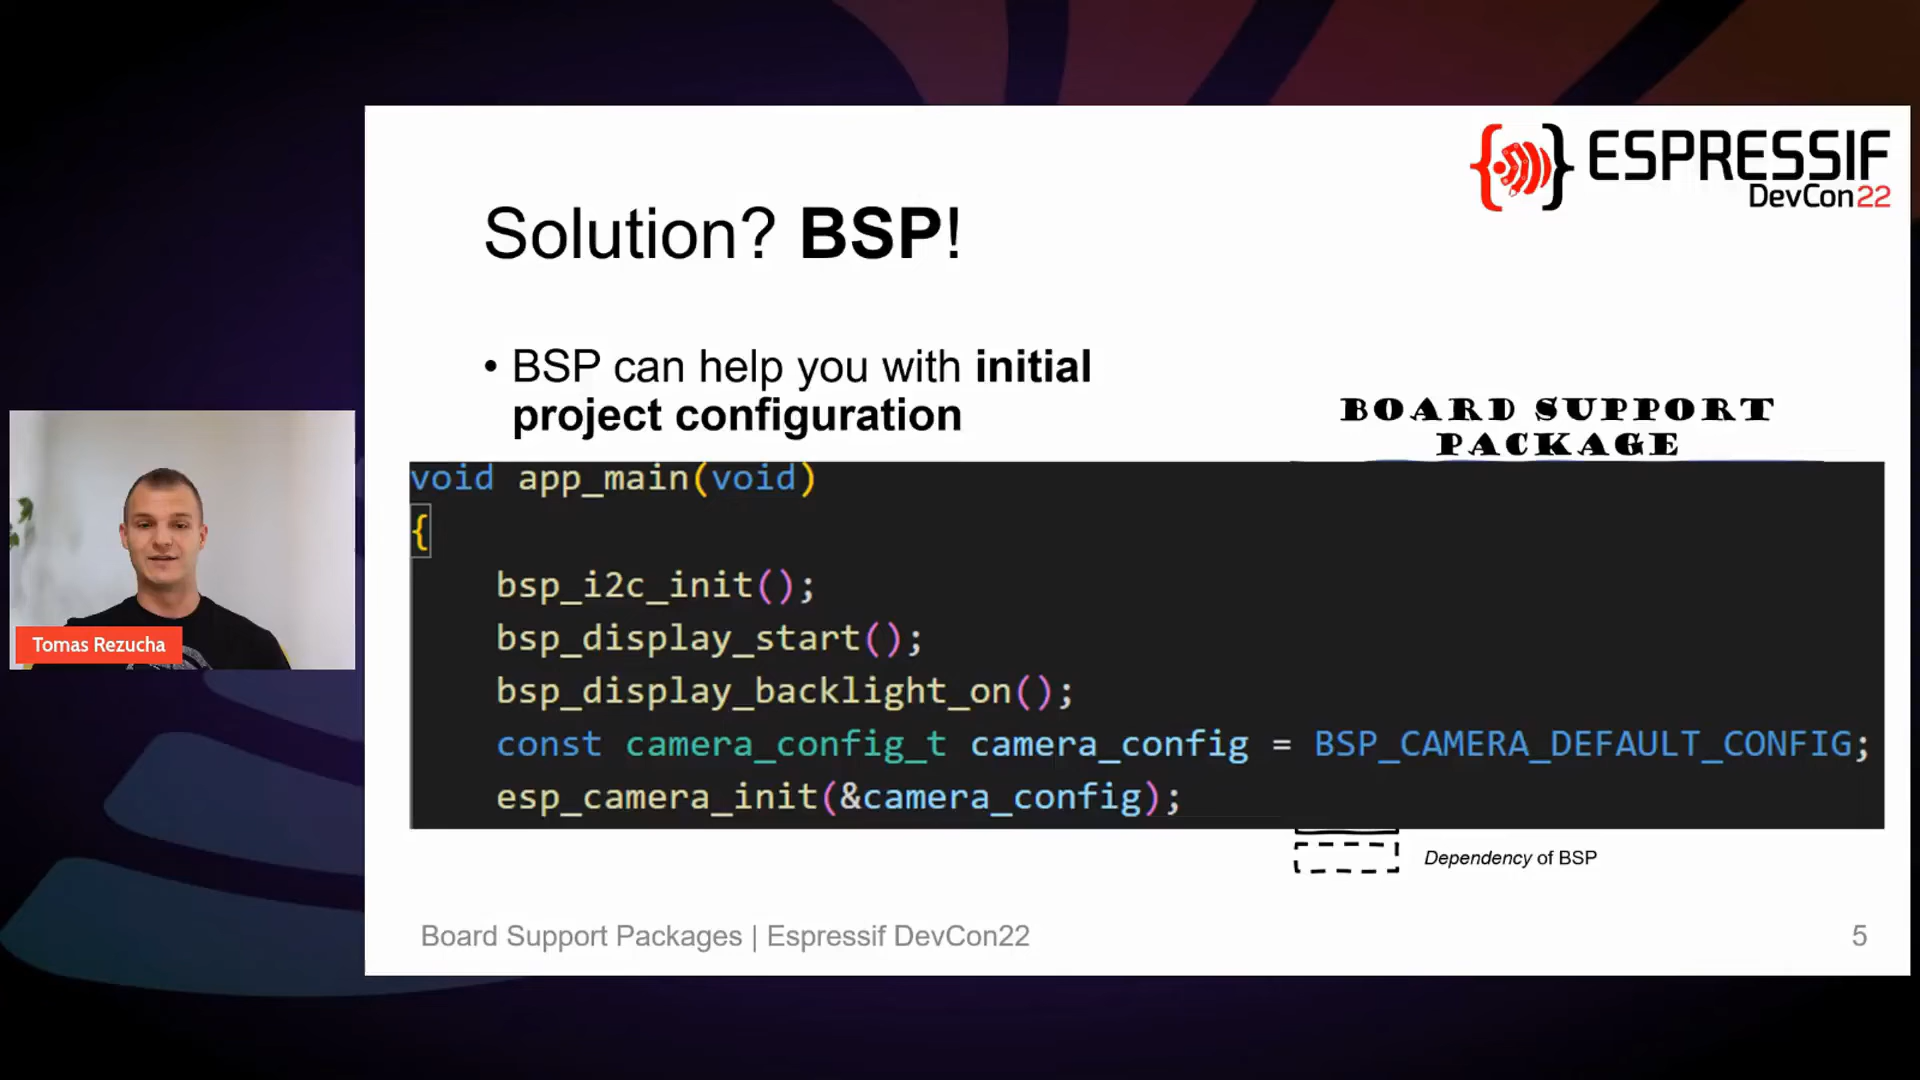 ESPRESSIF
DevCon22
Solution? BSP!
• BSP can help you with initial
project configuration
BOARD SUPPORT
PACKAGE
void app_main(void)
{
bsp_i2c_init();
bsp_display_start();
bsp_display_backlight_on();
const camera_config_t camera_config = BSP_CAMERA_DEFAULT_CONFIG;
esp_camera_init(&camera_config);
Dependency of BSP
Tomas Rezucha
Board Support Packages | Espressif DevCon22
5